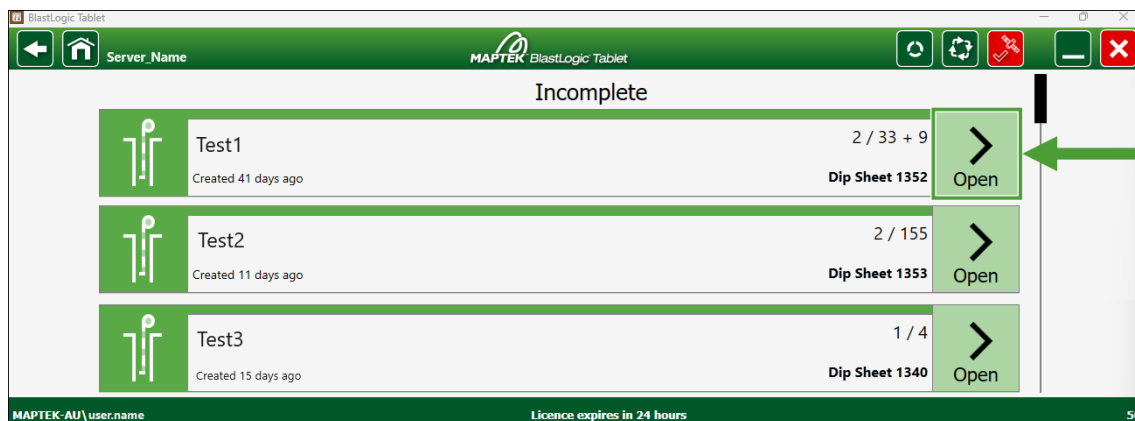 BlastLogic Tablet
Server_Name
MAPTEK BlastLogic Tablet
Incomplete
Test1
2 / 33 + 9
Created 41 days ago
Dip Sheet 1352
Open
Test2
2 / 155
Created 11 days ago
Dip Sheet 1353
Open
Test3
1 / 4
Created 15 days ago
Dip Sheet 1340
Open
MAPTEK-AU\user.name
Licence expires in 24 hours